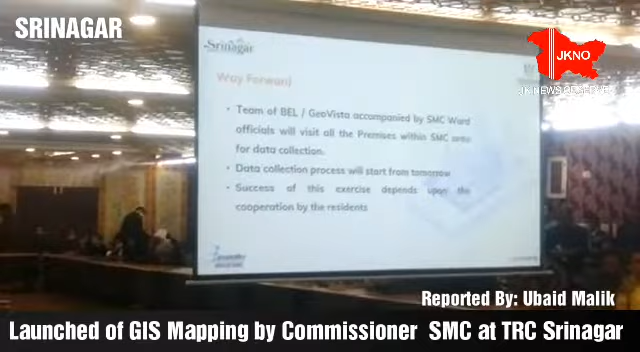 SRINAGAR
Srinagar
JKNO
Way Forward
• Team of BEL / GeoVista accompanied by SMC Ward
officials will visit all the Premises within SMC area
for data collection.
• Data collection process will start from tomorrow
• Success of this exercise depends upon the
cooperation by the residents
Reported By: Ubaid Malik
Launched of GIS Mapping by Commissioner SMC at TRC Srinagar